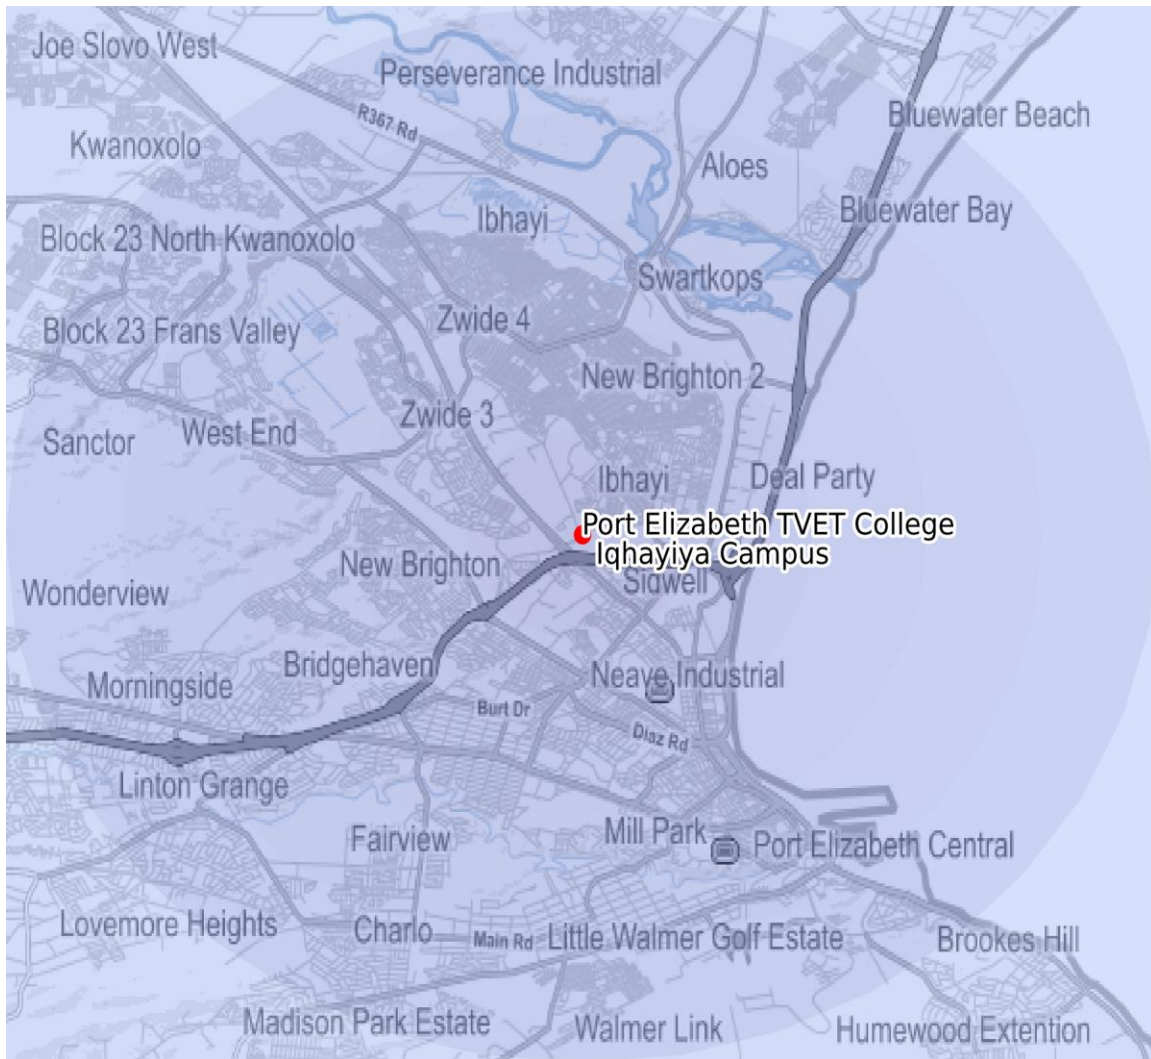 Joe Slovo West
Perseverance Industrial
R367 Rd
Bluewater Beach
Kwanoxolo
Aloes
Ibhayi
Bluewater Bay
Block 23 North Kwanoxolo
Swartkops
Zwide 4
Block 23 Frans Valley
New Brighton 2
Zwide 3
West End
Sanctor
Ibhayi
Deal Party
Port Elizabeth TVET College
Iqhayiya Campus
New Brighton
Sidwell
Wonderview
Bridgehaven
Neave Industrial
Morningside
Burt Dr
Diaz Rd
Linton Grange
Fairview
Mill Park
Port Elizabeth Central
Lovemore Heights
Charlo
Main Rd
Little Walmer Golf Estate
Brookes Hill
Madison Park Estate
Walmer Link
Humewood Extention